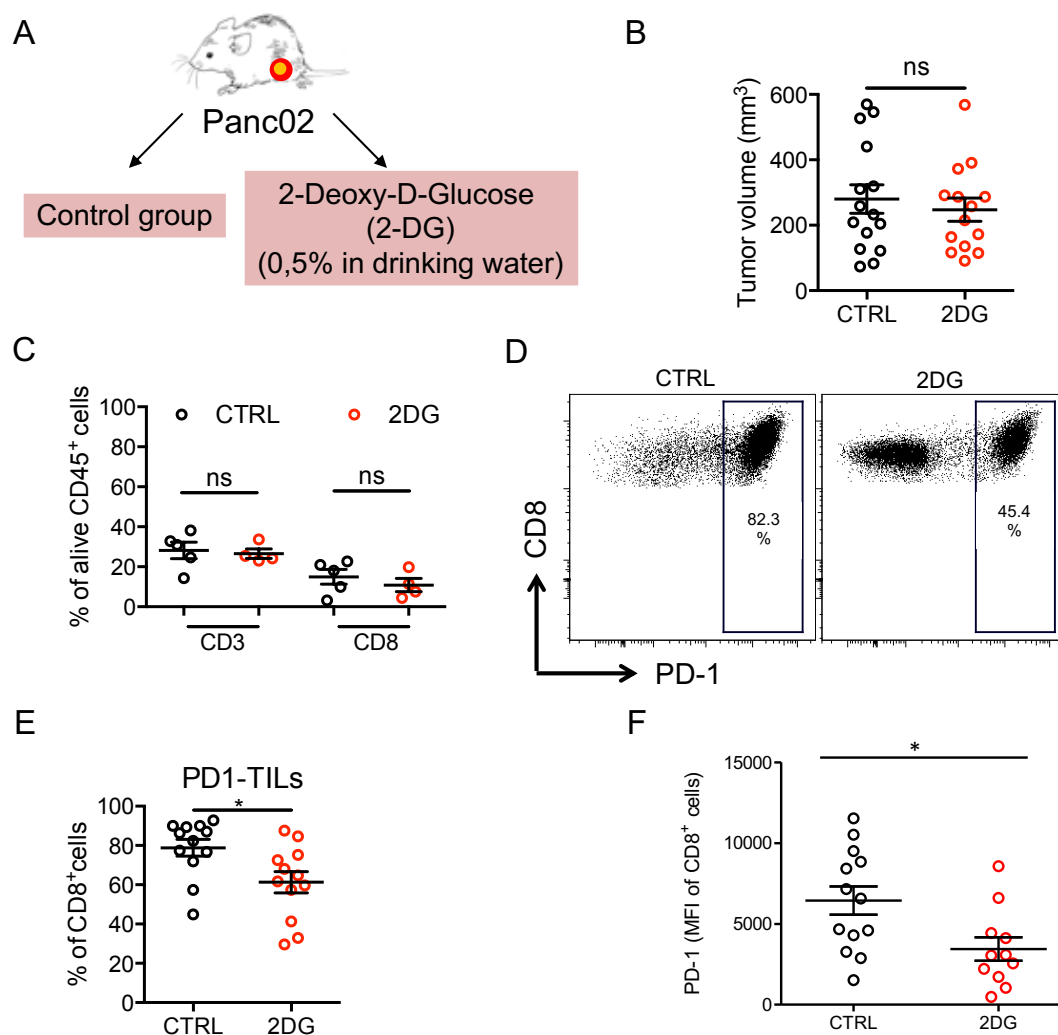 A
Panc02
Control group
2-Deoxy-D-Glucose
(2-DG)
(0,5% in drinking water)
B
ns
Tumor volume (mm³)
600
400
200
0
CTRL
2DG
C
CTRL
2DG
% of alive CD45⁺ cells
100
80
60
40
20
0
ns
ns
CD3
CD8
D
CTRL
2DG
82.3
%
45.4
%
CD8
PD-1
E
PD1-TILs
*
% of CD8⁺cells
100
80
60
40
20
0
CTRL
2DG
F
*
PD-1 (MFI of CD8⁺ cells)
15000
10000
5000
0
CTRL
2DG